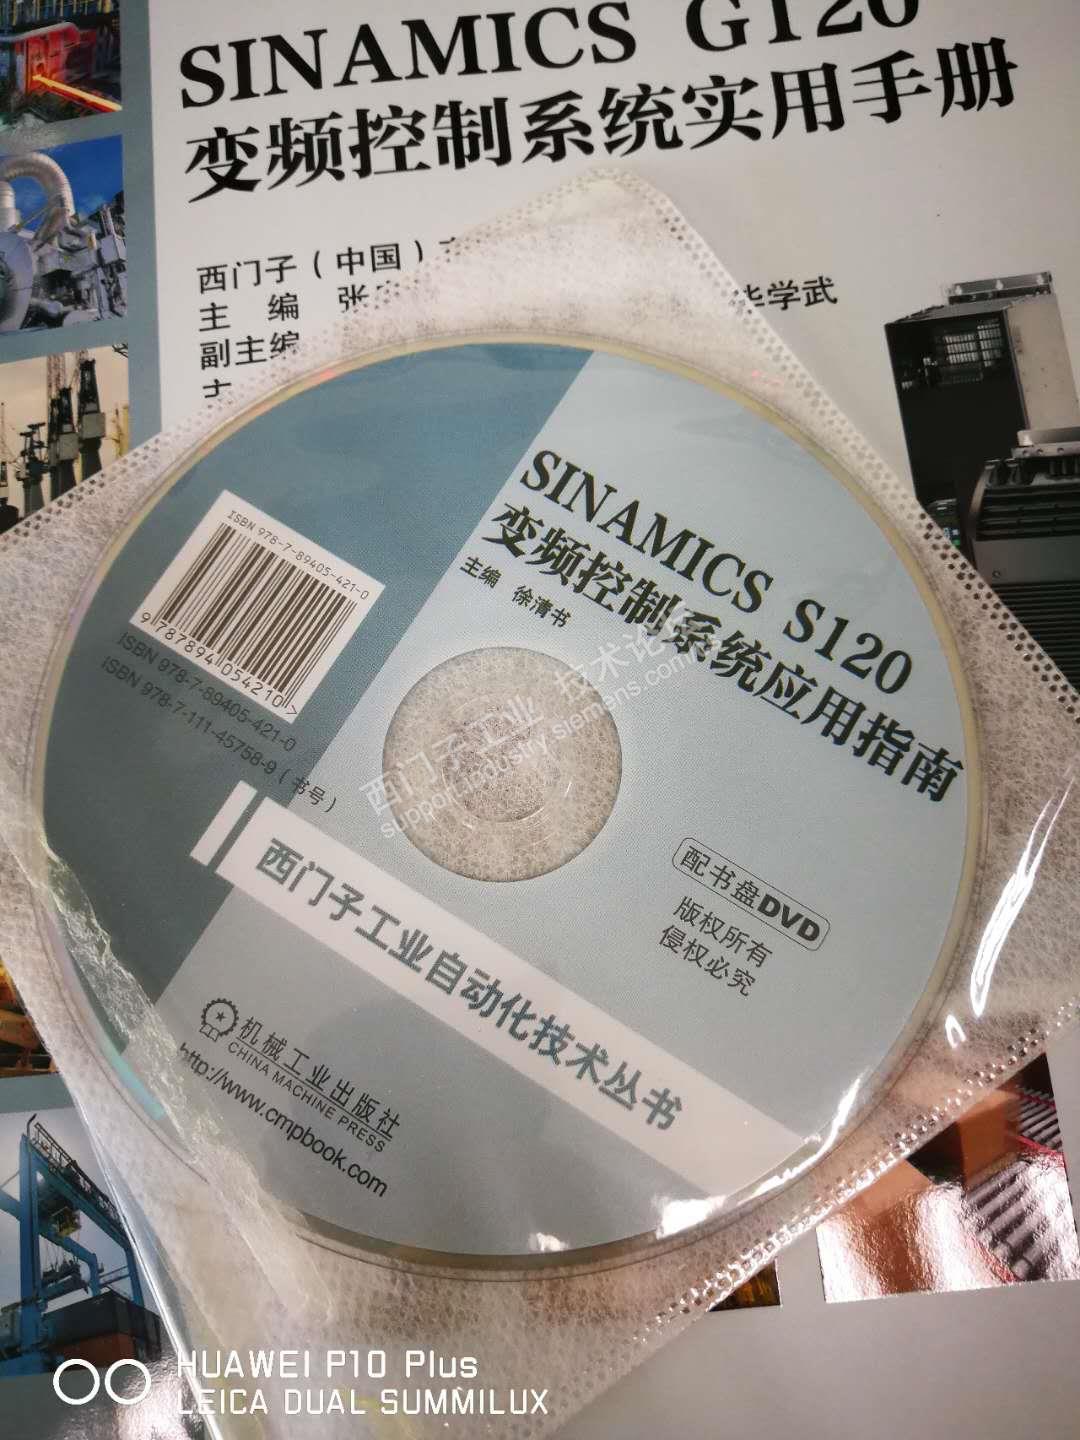 SINAMICS G120
变频控制系统实用手册
西门子（中国）
主 编 张
华学武
副主编
ISBN 978-7-89405-421-0
9 787894 054210 >
ISBN 978-7-89405-421-0
ISBN 978-7-111-45758-9（书号）
SINAMICS S120
变频控制系统应用指南
主编 徐清书
配书盘DVD
版权所有
侵权必究
西门子工业自动化技术丛书
机械工业出版社
CHINA MACHINE PRESS
http://www.cmpbook.com
西门子工业 技术论坛
support.industry.siemens.com
HUAWEI P10 Plus
LEICA DUAL SUMMILUX